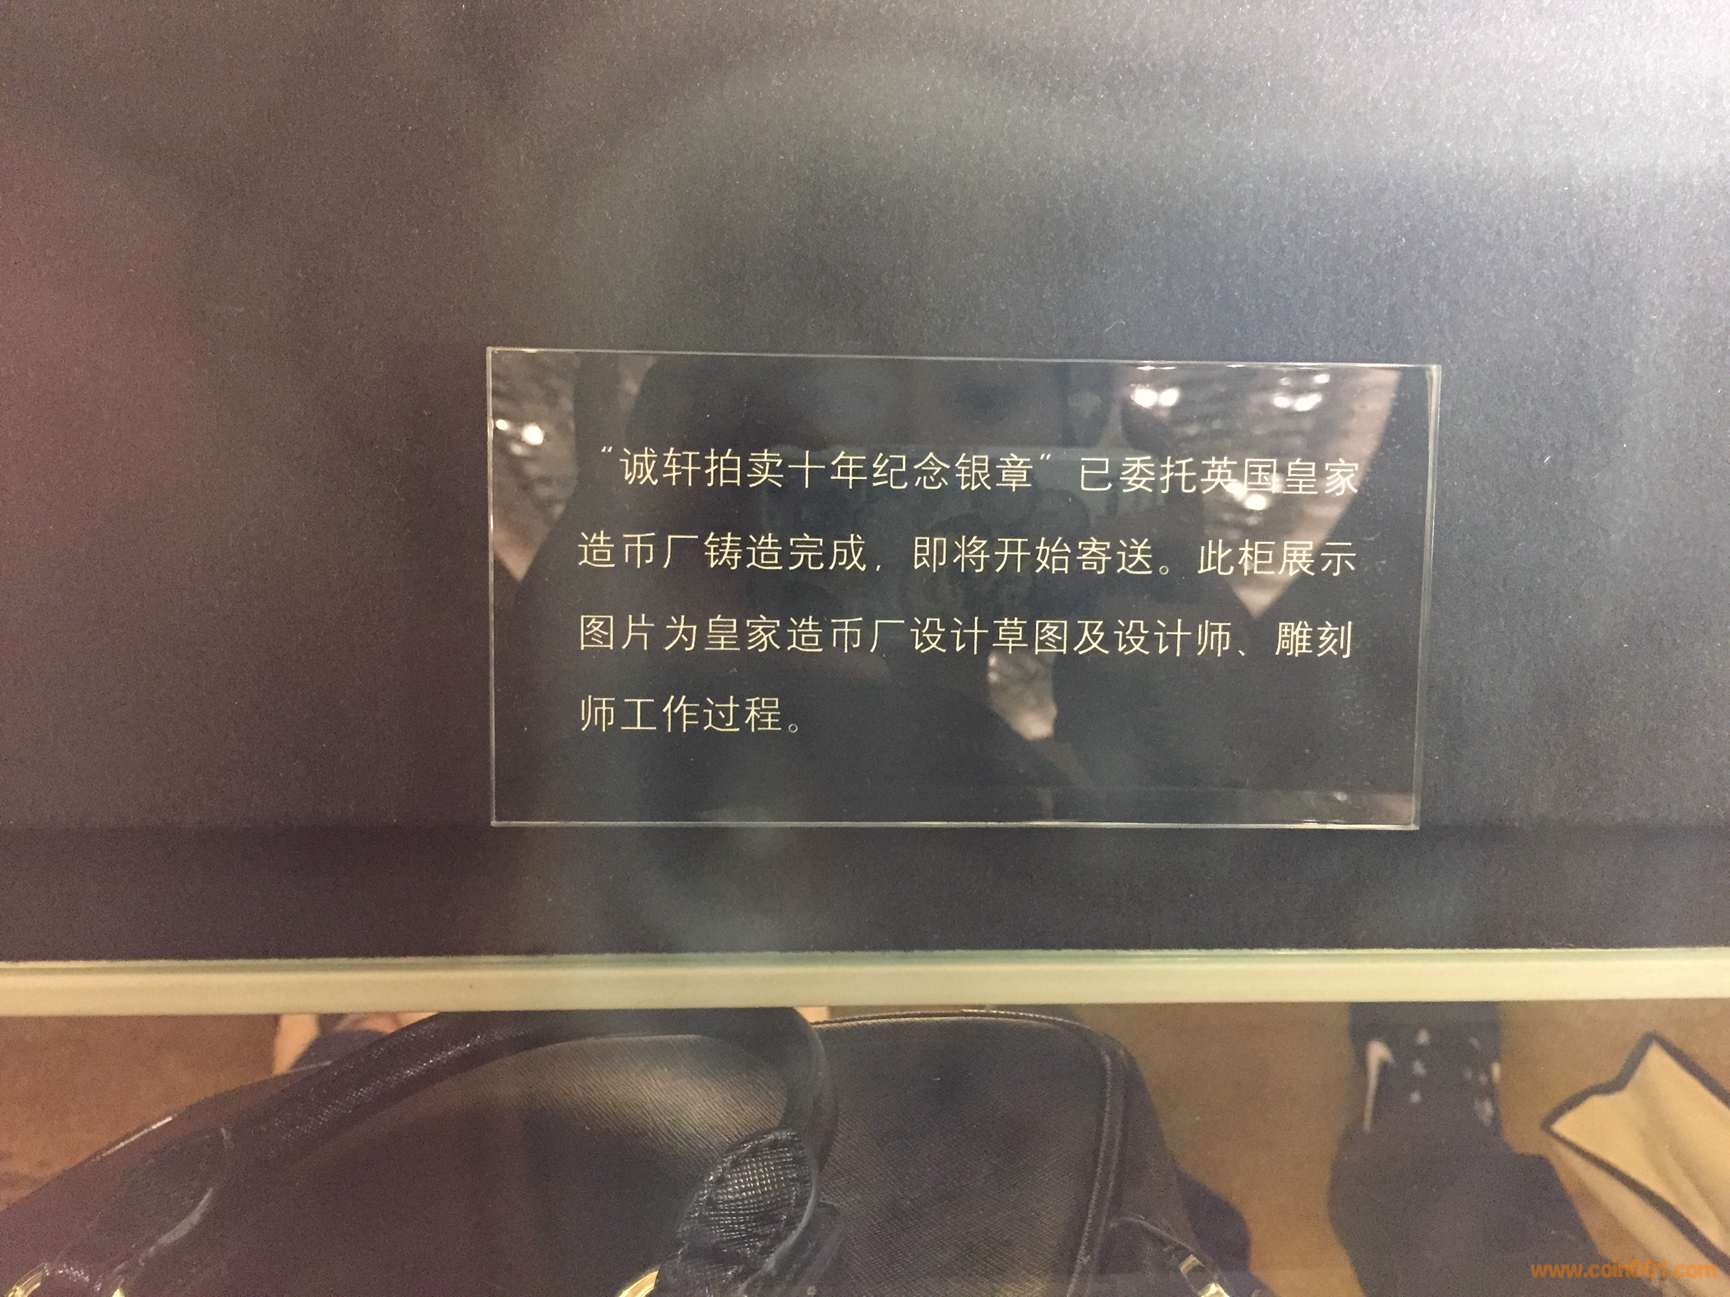 “诚轩拍卖十年纪念银章”已委托英国皇家
造币厂铸造完成，即将开始寄送。此柜展示
图片为皇家造币厂设计草图及设计师、雕刻
师工作过程。